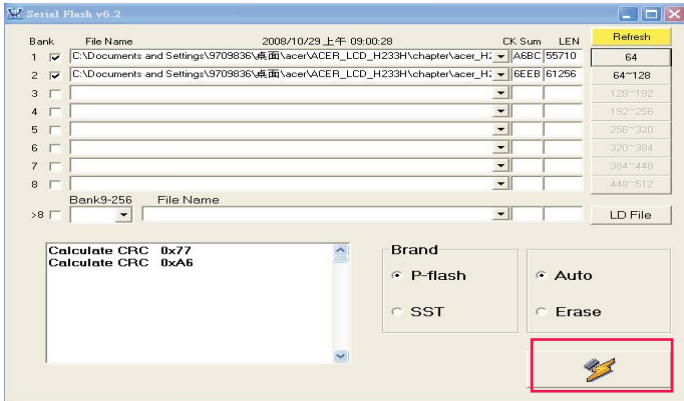 Serial Flash v6.2
Bank File Name 2008/10/29 上午 09:00:28 CK Sum LEN Refresh
1 C:\Documents and Settings\9709836\桌面\acer\ACER_LCD_H233H\chapter\acer_H2 A6BC 55710 64
2 C:\Documents and Settings\9709836\桌面\acer\ACER_LCD_H233H\chapter\acer_H2 6EEB 61256 64~128
3 128~192
4 192~256
5 256~320
6 320~384
7 384~448
8 448~512
Bank9-256 File Name
>8 LD File
Calculate CRC 0x77
Calculate CRC 0xA6
Brand
P-flash Auto
SST Erase